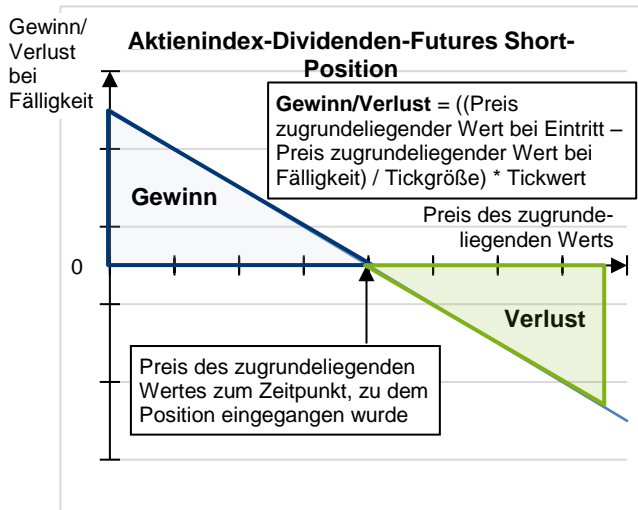 Gewinn/
Verlust
bei
Fälligkeit
Aktienindex-Dividenden-Futures Short-
Position
Gewinn/Verlust = ((Preis
zugrundeliegender Wert bei Eintritt –
Preis zugrundeliegender Wert bei
Fälligkeit) / Tickgröße) * Tickwert
Gewinn
Preis des zugrunde-
liegenden Werts
0
Verlust
Preis des zugrundeliegenden
Wertes zum Zeitpunkt, zu dem
Position eingegangen wurde